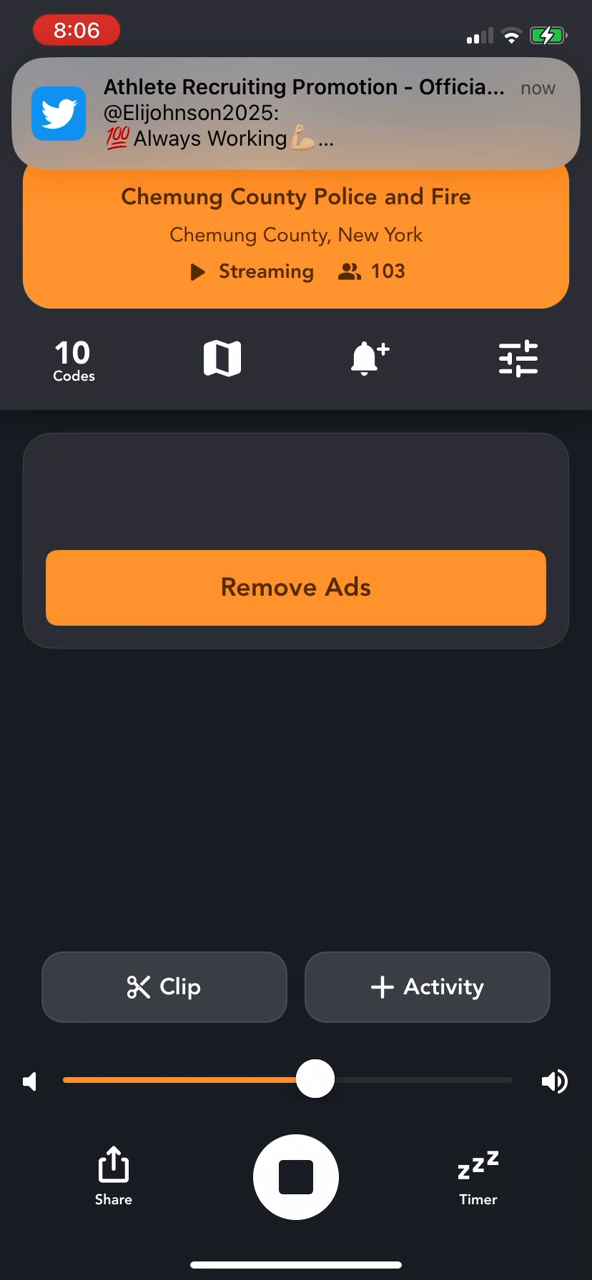 8:06
Athlete Recruiting Promotion - Officia... now
@Elijohnson2025:
💯Always Working💪🏼...
Chemung County Police and Fire
Chemung County, New York
Streaming 103
10
Codes
Remove Ads
Clip
Activity
Share
zzz
Timer